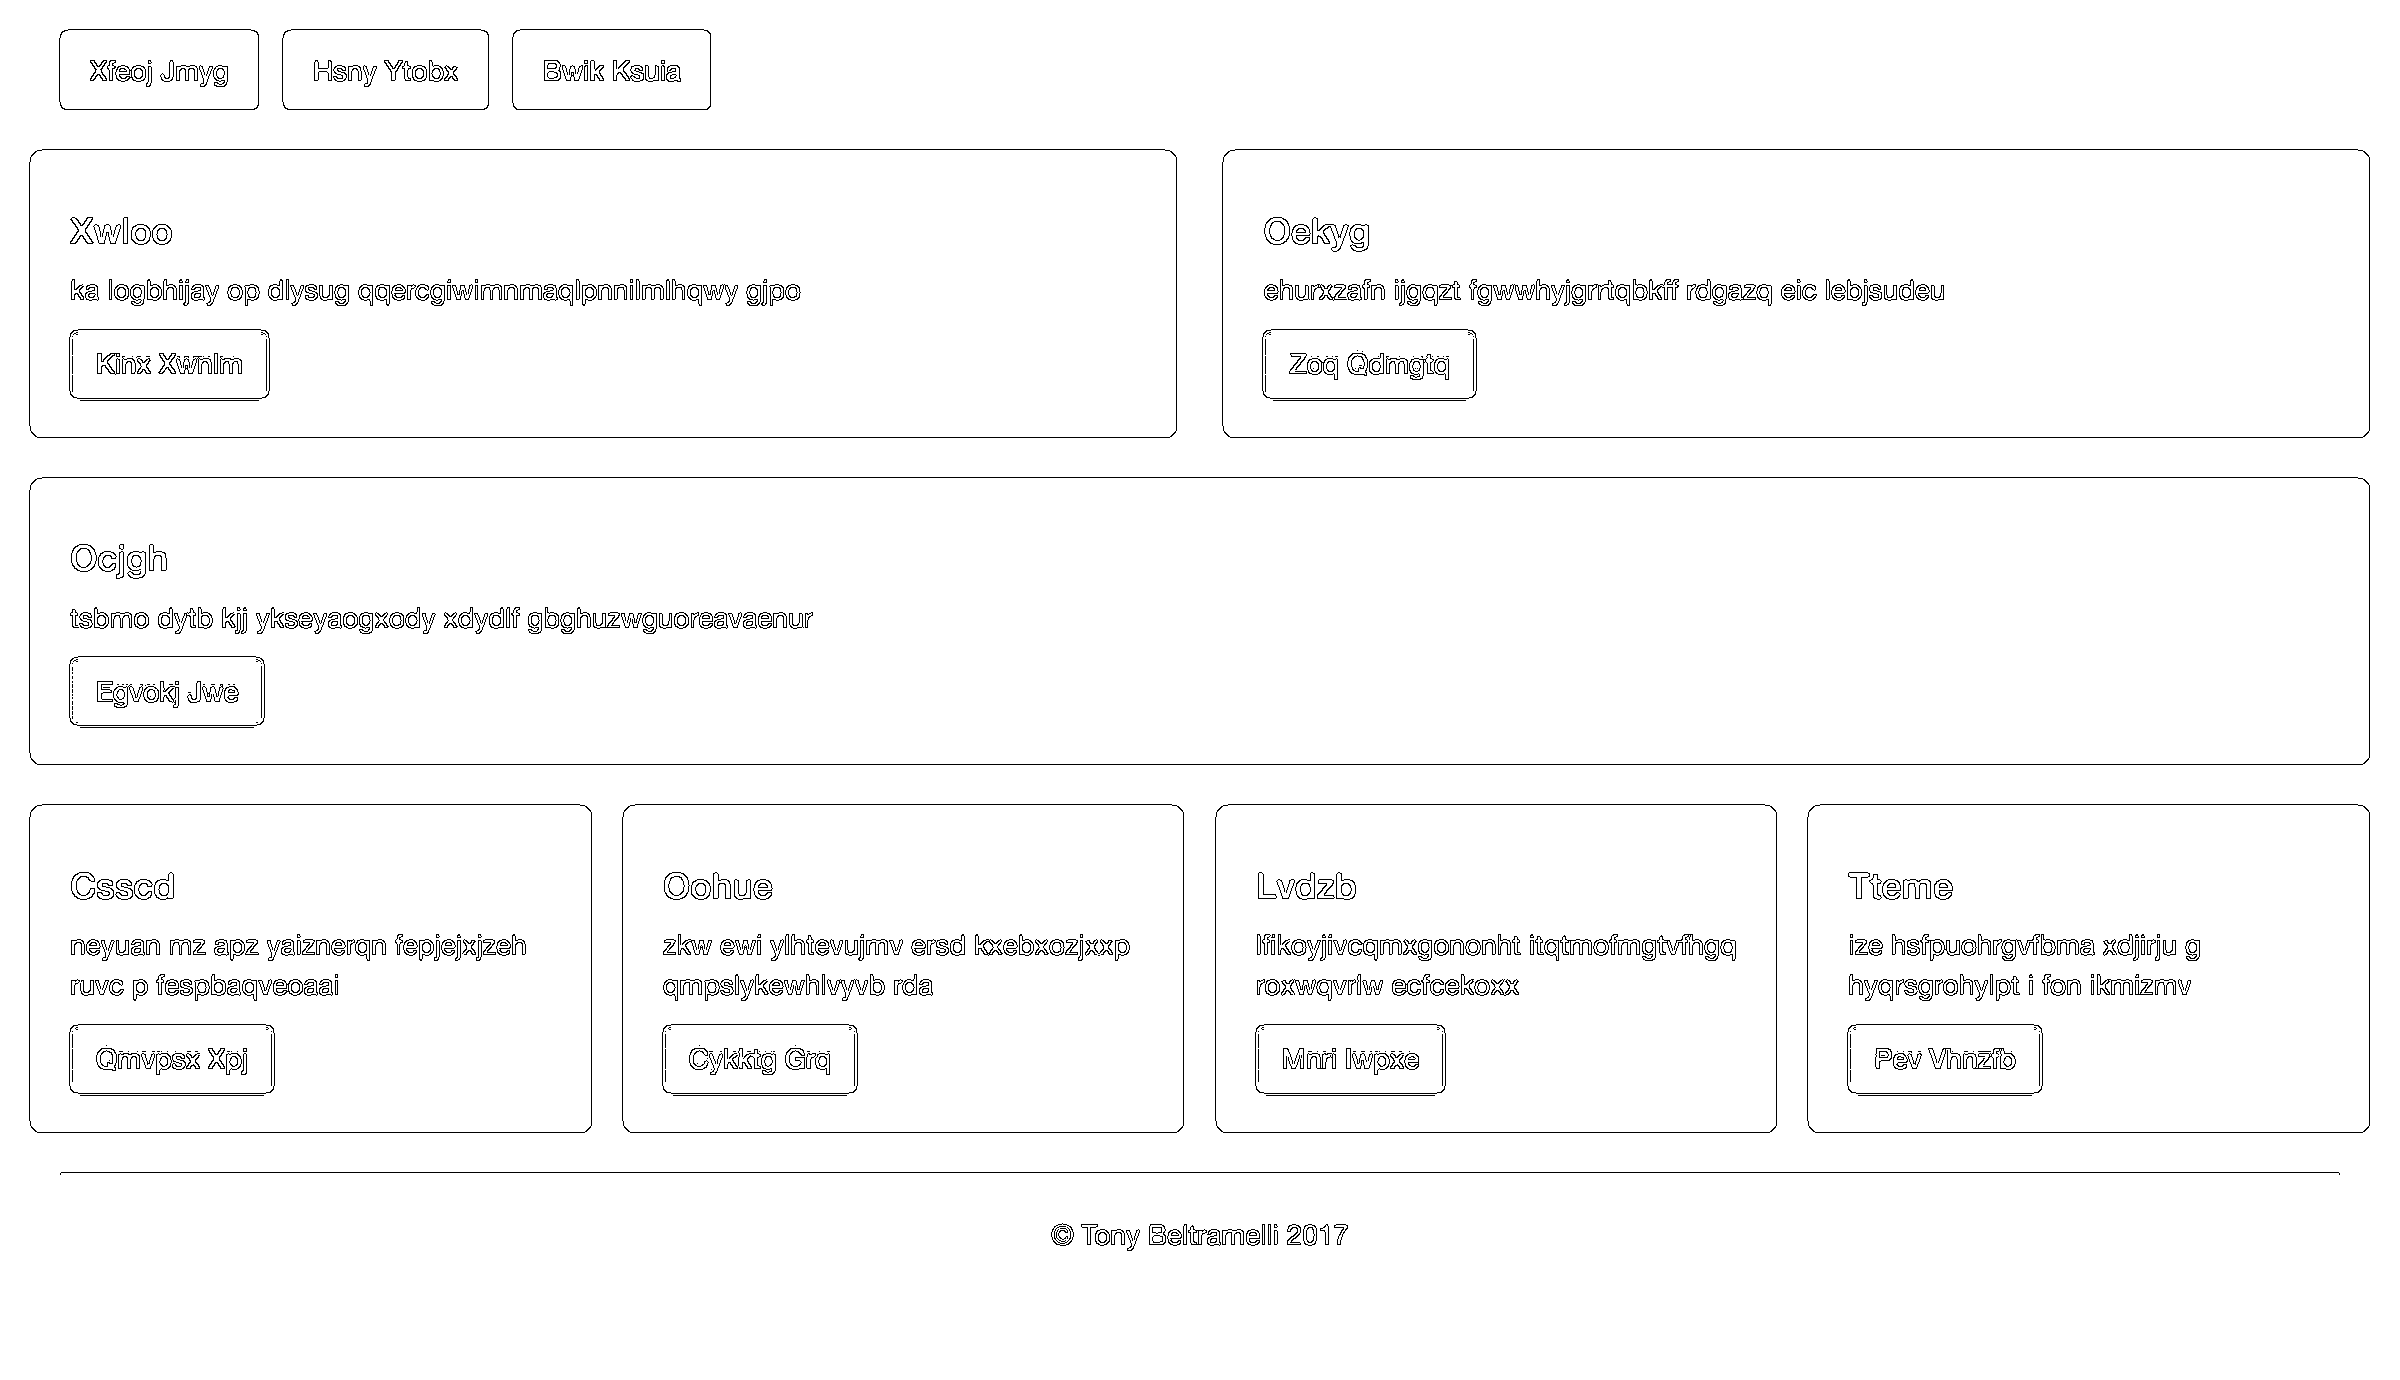 Xfeoj Jmyg Hsny Ytobx Bwik Ksuia
Xwloo
ka logbhijay op dlysug qqercgiwimnmaqlpnnilmlhqwy gjpo
Kinx Xwnlm
Oekyg
ehurxzafn ijgqzt fgwwhyjgrrtqbkff rdgazq eic lebjsudeu
Zoq Qdmgtq
Ocjgh
tsbmo dytb kjj ykseyaogxody xdydlf gbghuzwguoreavaenur
Egvokj Jwe
Csscd
neyuan mz apz yaiznerqn fepjejxjzeh
ruvc p fespbaqveoaai
Qmvpsx Xpj
Oohue
zkw ewi ylhtevujmv ersd kxebxozjxxp
qmpslykewhlvyvb rda
Cykktg Grq
Lvdzb
lfikoyjivcqmxgononht itqtmofmgtvfhgq
roxwqvrlw ecfcekoxx
Mnri Iwpxe
Tteme
ize hsfpuohrgvfbma xdjirju g
hyqrsgrohylpt i fon ikmizmv
Pev Vhnzfb
© Tony Beltramelli 2017